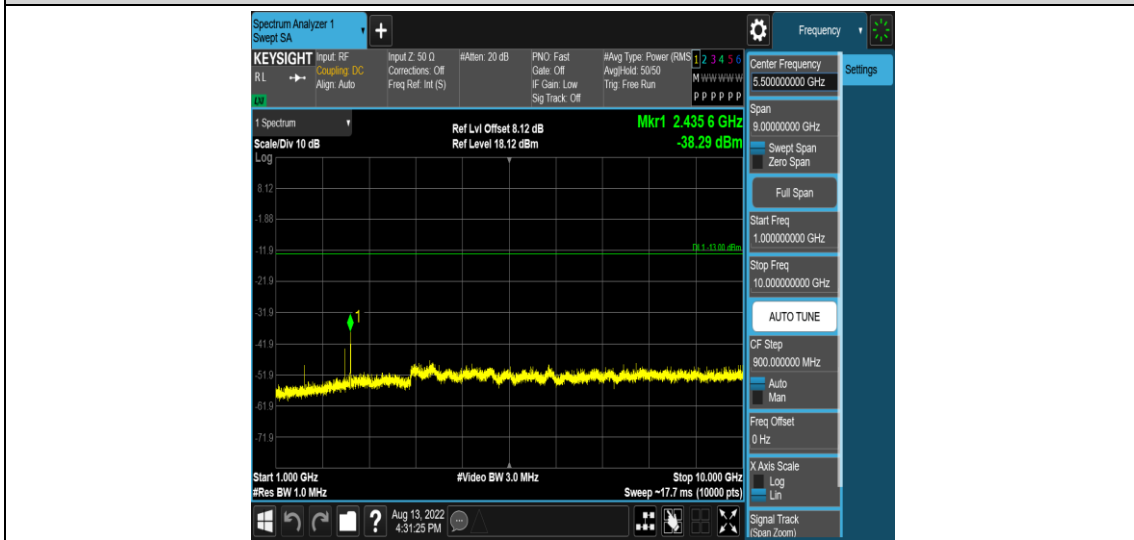 Spectrum Analyzer 1
Swept SA
Frequency
KEYSIGHT
RL
Input: RF
Coupling: DC
Align: Auto
Input Z: 50 Ω
Corrections: Off
Freq Ref: Int (S)
#Atten: 20 dB
PNO: Fast
Gate: Off
IF Gain: Low
Sig Track: Off
#Avg Type: Power (RMS
Avg|Hold: 50/50
Trig: Free Run
1 2 3 4 5 6
M W W W W W
P P P P P P
1 Spectrum
Scale/Div 10 dB
Ref Lvl Offset 8.12 dB
Ref Level 18.12 dBm
Mkr1 2.435 6 GHz
-38.29 dBm
Log
8.12
-1.88
-11.9
DL1 -13.00 dBm
-21.9
-31.9
1
-41.9
-51.9
-61.9
-71.9
Start 1.000 GHz
#Res BW 1.0 MHz
#Video BW 3.0 MHz
Stop 10.000 GHz
Sweep ~17.7 ms (10000 pts)
Center Frequency
5.50000000 GHz
Settings
Span
9.00000000 GHz
Swept Span
Zero Span
Full Span
Start Freq
1.000000000 GHz
Stop Freq
10.000000000 GHz
AUTO TUNE
CF Step
900.000000 MHz
Auto
Man
Freq Offset
0 Hz
X Axis Scale
Log
Lin
Signal Track
(Span Zoom)
?
Aug 13, 2022
4:31:25 PM